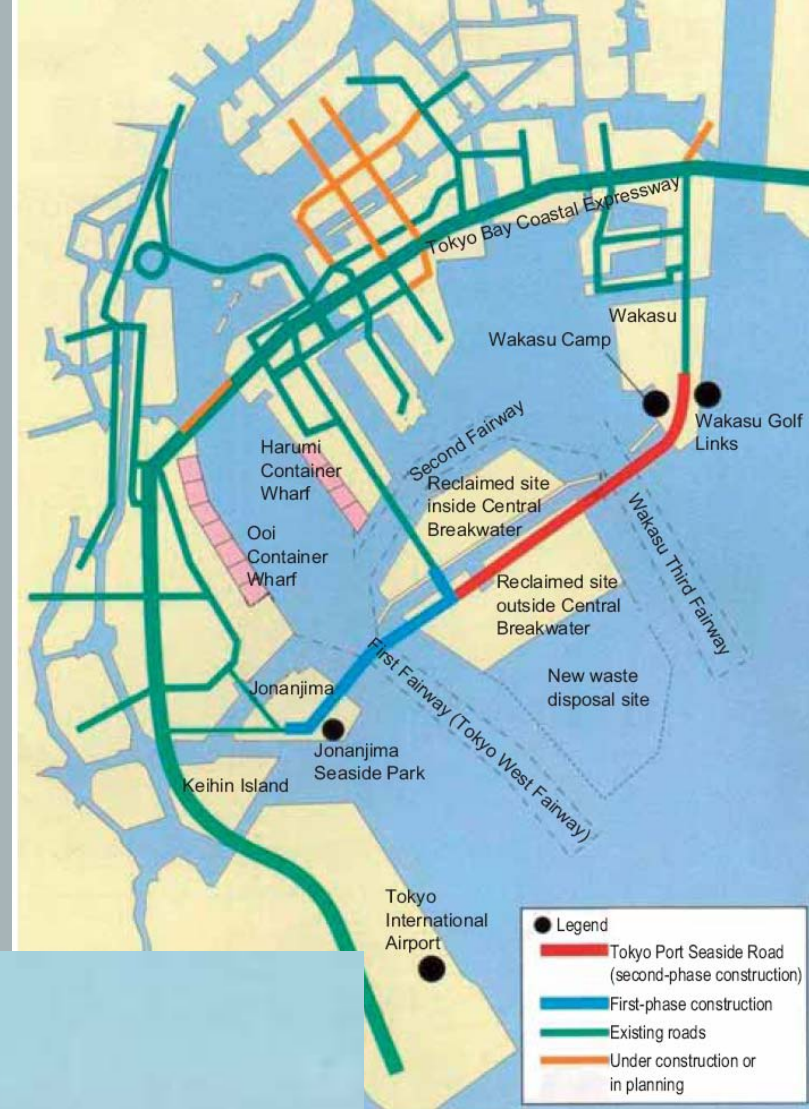 Tokyo Bay Coastal Expressway
Wakasu
Wakasu Camp
Wakasu Golf
Links
Second Fairway
Harumi
Container
Wharf
Reclaimed site
inside Central
Breakwater
Ooi
Container
Wharf
Wakasu Third Fairway
Reclaimed site
outside Central
Breakwater
First Fairway (Tokyo West Fairway)
New waste
disposal site
Jonanjima
Jonanjima
Seaside Park
Keihin Island
Tokyo
International
Airport
Legend
Tokyo Port Seaside Road
(second-phase construction)
First-phase construction
Existing roads
Under construction or
in planning